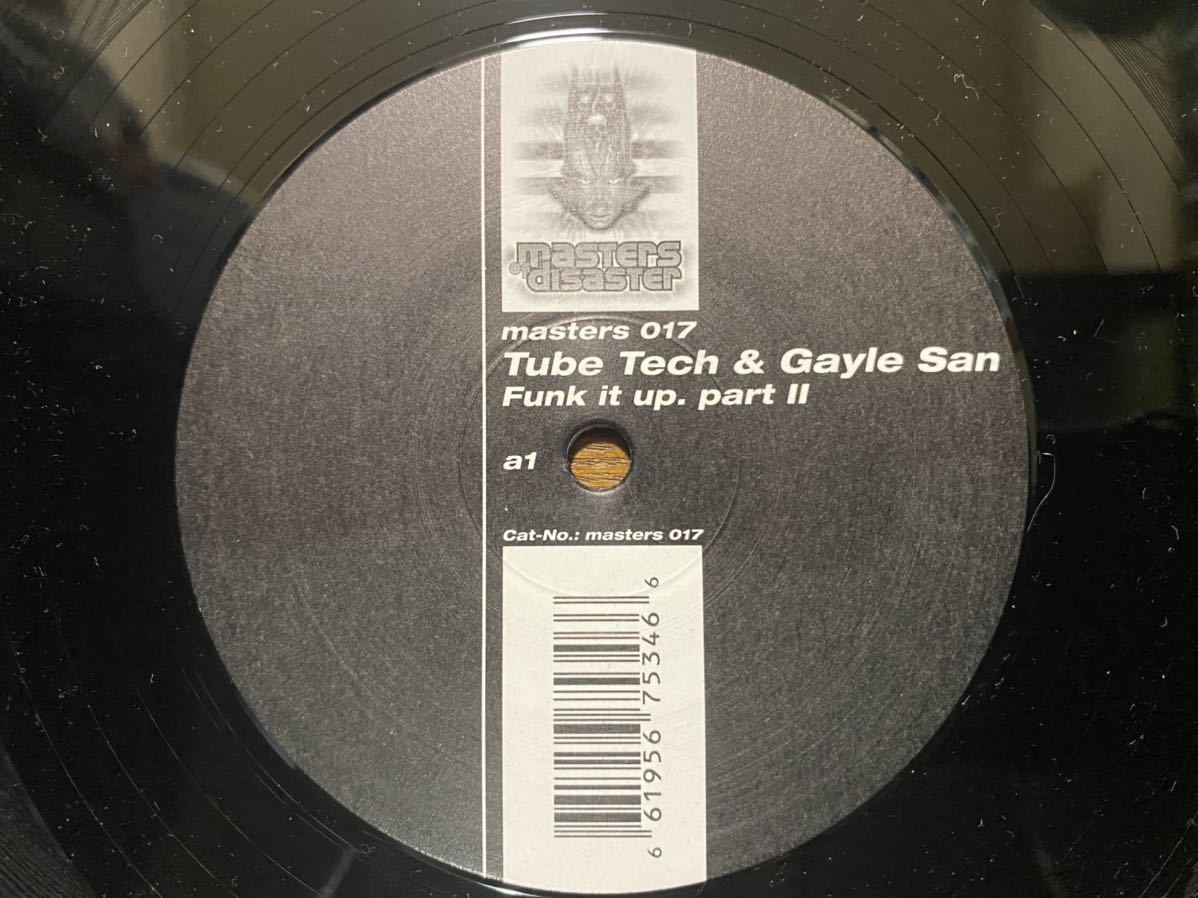 masters
of
disaster
masters 017
Tube Tech & Gayle San
Funk it up. part II
a1
Cat-No.: masters 017
6 61956 75346 6